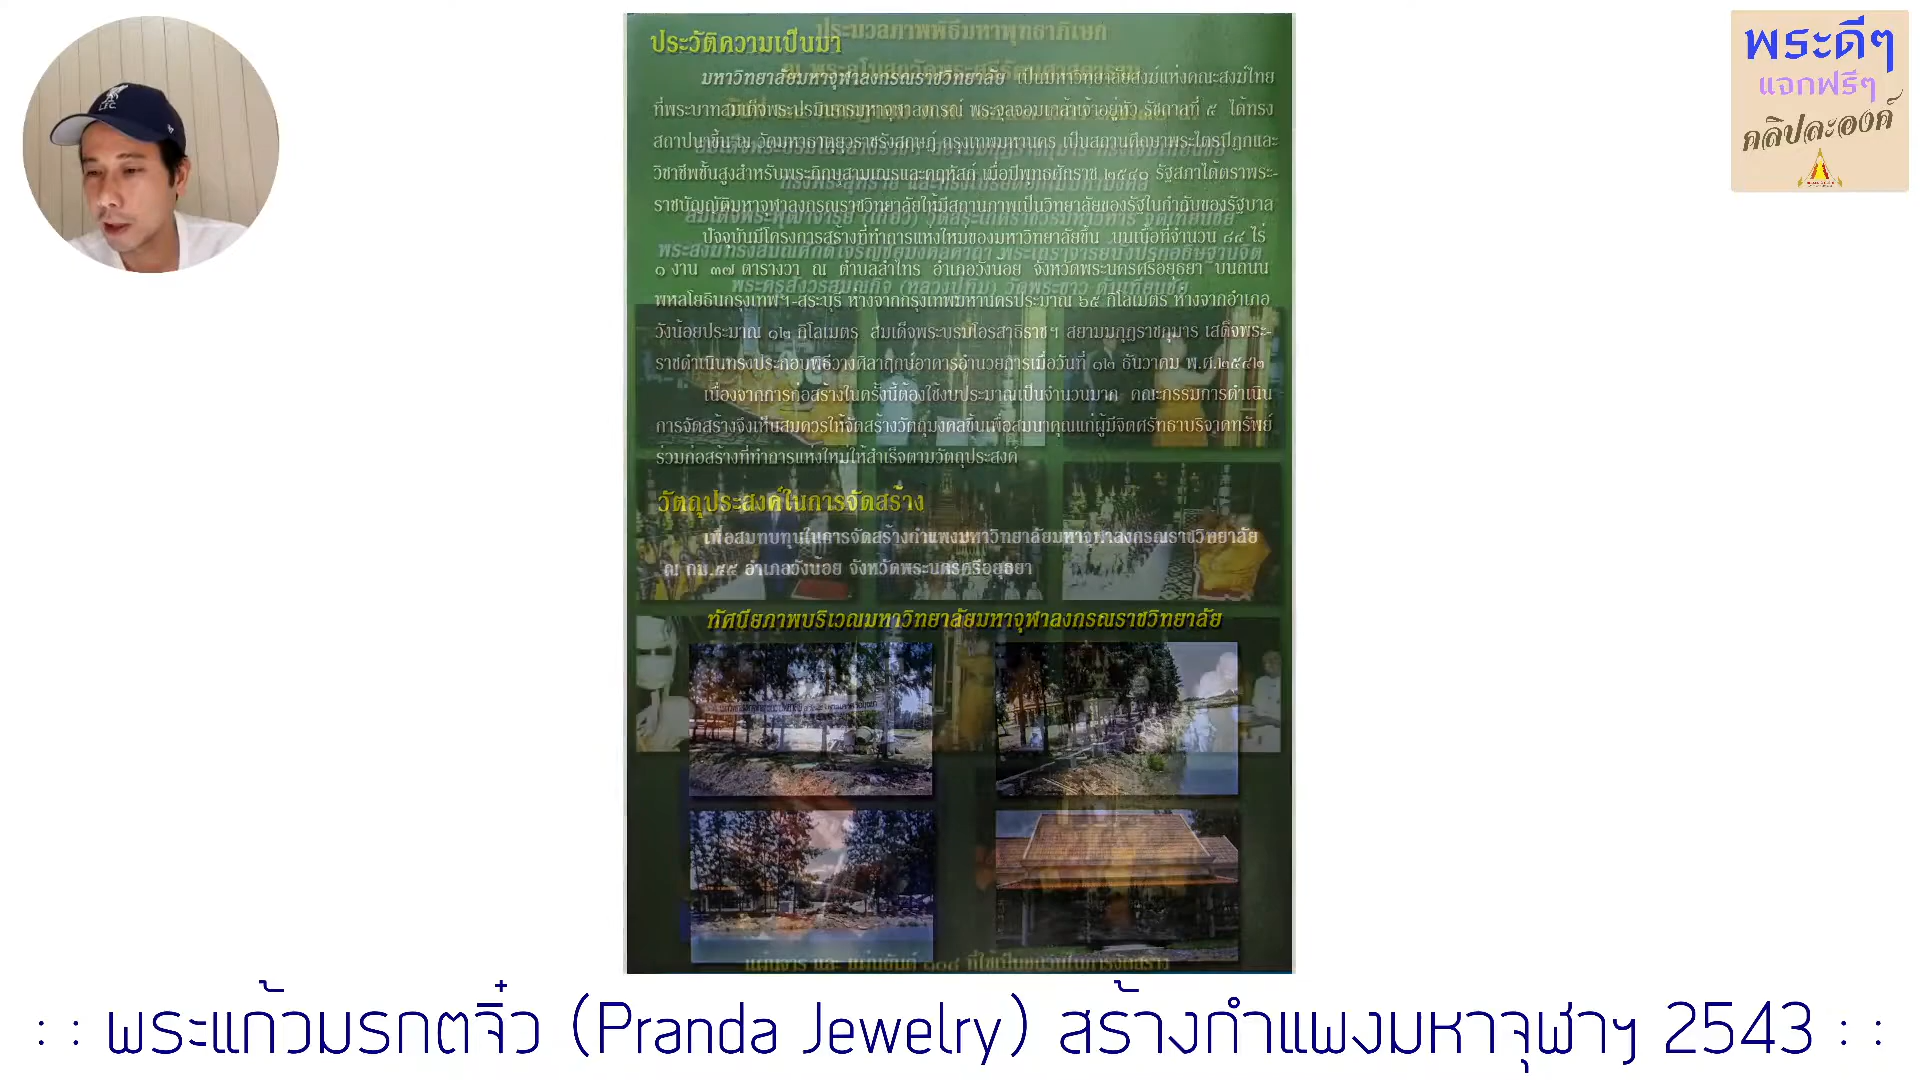 พระดีๆ
แจกฟรีๆ
คลิปละองค์
ประวัติความเป็นมา
มหาวิทยาลัยมหาจุฬาลงกรณราชวิทยาลัย เป็นมหาวิทยาลัยสงฆ์แห่งคณะสงฆ์ไทย
ที่พระบาทสมเด็จพระปรมินทรมหาจุฬาลงกรณ์ พระจุลจอมเกล้าเจ้าอยู่หัว รัชกาลที่ ๕ ได้ทรง
สถาปนาขึ้น ณ วัดมหาธาตุยุวราชรังสฤษฎ์ กรุงเทพมหานคร เป็นสถานศึกษาพระไตรปิฎกและ
วิชาชีพชั้นสูงสำหรับพระภิกษุสามเณรและคฤหัสถ์ เมื่อปีพุทธศักราช ๒๕๔๐ รัฐสภาได้ตราพระ-
ราชบัญญัติมหาจุฬาลงกรณราชวิทยาลัยให้มีสถานภาพเป็นวิทยาลัยของรัฐในกำกับของรัฐบาล
ปัจจุบันมีโครงการสร้างที่ทำการแห่งใหม่ของมหาวิทยาลัยขึ้น บนเนื้อที่จำนวน ๘๔ ไร่
๑ งาน ๓๗ ตารางวา ณ ตำบลลำไทร อำเภอวังน้อย จังหวัดพระนครศรีอยุธยา บนถนน
พหลโยธินกรุงเทพฯ-สระบุรี ห่างจากกรุงเทพมหานครประมาณ ๖๕ กิโลเมตร ห่างจากอำเภอ
วังน้อยประมาณ ๑๒ กิโลเมตร สมเด็จพระบรมโอรสาธิราชฯ สยามมกุฎราชกุมาร เสด็จพระ-
ราชดำเนินทรงประกอบพิธีวางศิลาฤกษ์อาคารอำนวยการเมื่อวันที่ ๑๒ ธันวาคม พ.ศ.๒๕๔๒
เนื่องจากการก่อสร้างในครั้งนี้ต้องใช้งบประมาณเป็นจำนวนมาก คณะกรรมการดำเนิน
การจัดสร้างจึงเห็นสมควรให้จัดสร้างวัตถุมงคลขึ้นเพื่อสมนาคุณแก่ผู้มีจิตศรัทธาบริจาคทรัพย์
ร่วมก่อสร้างที่ทำการแห่งใหม่ให้สำเร็จตามวัตถุประสงค์
วัตถุประสงค์ในการจัดสร้าง
เพื่อสมทบทุนในการจัดสร้างกำแพงมหาวิทยาลัยมหาจุฬาลงกรณราชวิทยาลัย
ณ กม.๕๕ อำเภอวังน้อย จังหวัดพระนครศรีอยุธยา
ทัศนียภาพบริเวณมหาวิทยาลัยมหาจุฬาลงกรณราชวิทยาลัย
แผ่นจาร และ แผ่นยันต์ ๑๐๘ ที่ใช้เป็นชนวนในการจัดสร้าง
: : พระแก้วมรกตจิ๋ว (Pranda Jewelry) สร้างกำแพงมหาจุฬาฯ 2543 : :